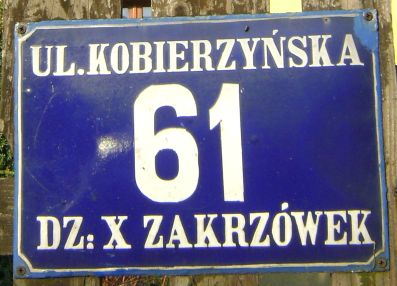 UL. KOBIERZYŃSKA
61
DZ: X ZAKRZÓWEK